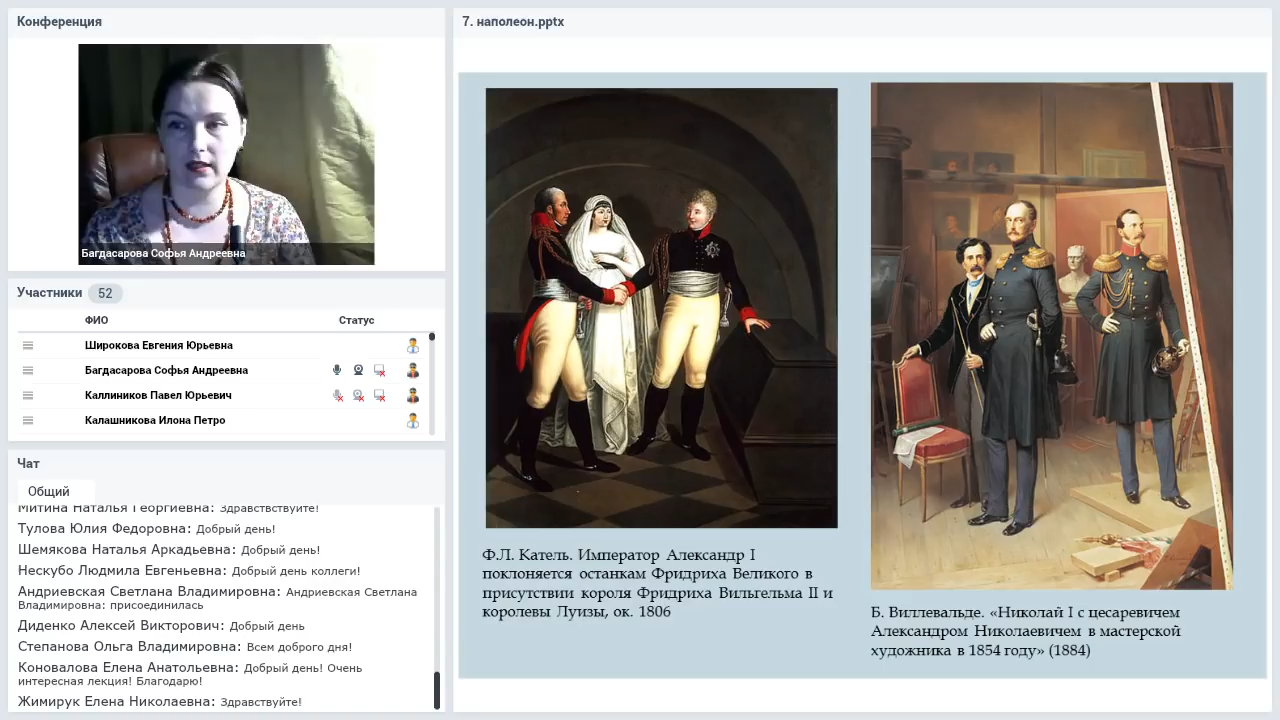 Конференция
Багдасарова Софья Андреевна
Участники 52
ФИО Статус
Широкова Евгения Юрьевна
Багдасарова Софья Андреевна
Каллиников Павел Юрьевич
Калашникова Илона Петро
Чат
Общий
Митина Наталья Георгиевна: Здравствствуйте!
Тулова Юлия Федоровна: Добрый день!
Шемякова Наталья Аркадьевна: Добрый день!
Нескубо Людмила Евгеньевна: Добрый день коллеги!
Андриевская Светлана Владимировна: Андриевская Светлана
Владимировна: присоединилась
Диденко Алексей Викторович: Добрый день
Степанова Ольга Владимировна: Всем доброго дня!
Коновалова Елена Анатольевна: Добрый день! Очень
интересная лекция! Благодарю!
Жимирук Елена Николаевна: Здравствуйте!
7. наполеон.pptx
Ф.Л. Катель. Император Александр I
поклоняется останкам Фридриха Великого в
присутствии короля Фридриха Вильгельма II и
королевы Луизы, ок. 1806
Б. Виллевальде. «Николай I с цесаревичем
Александром Николаевичем в мастерской
художника в 1854 году» (1884)